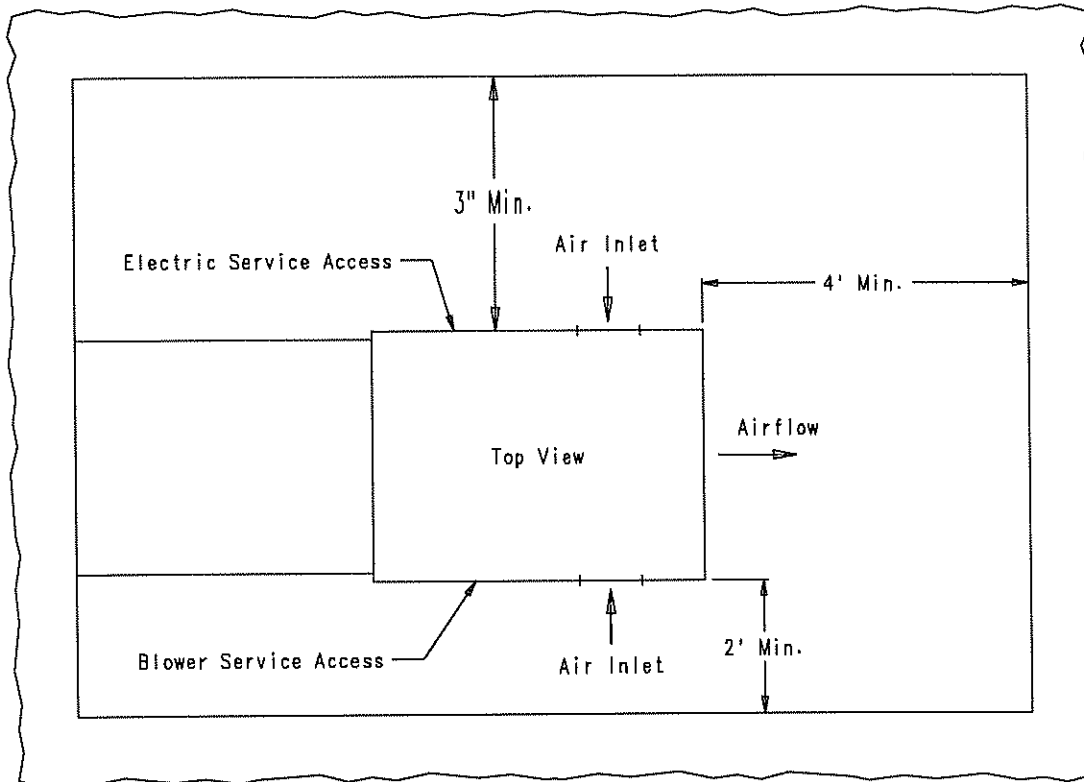 3" Min.
Air Inlet
Electric Service Access
4' Min.
Airflow
Top View
2' Min.
Blower Service Access
Air Inlet